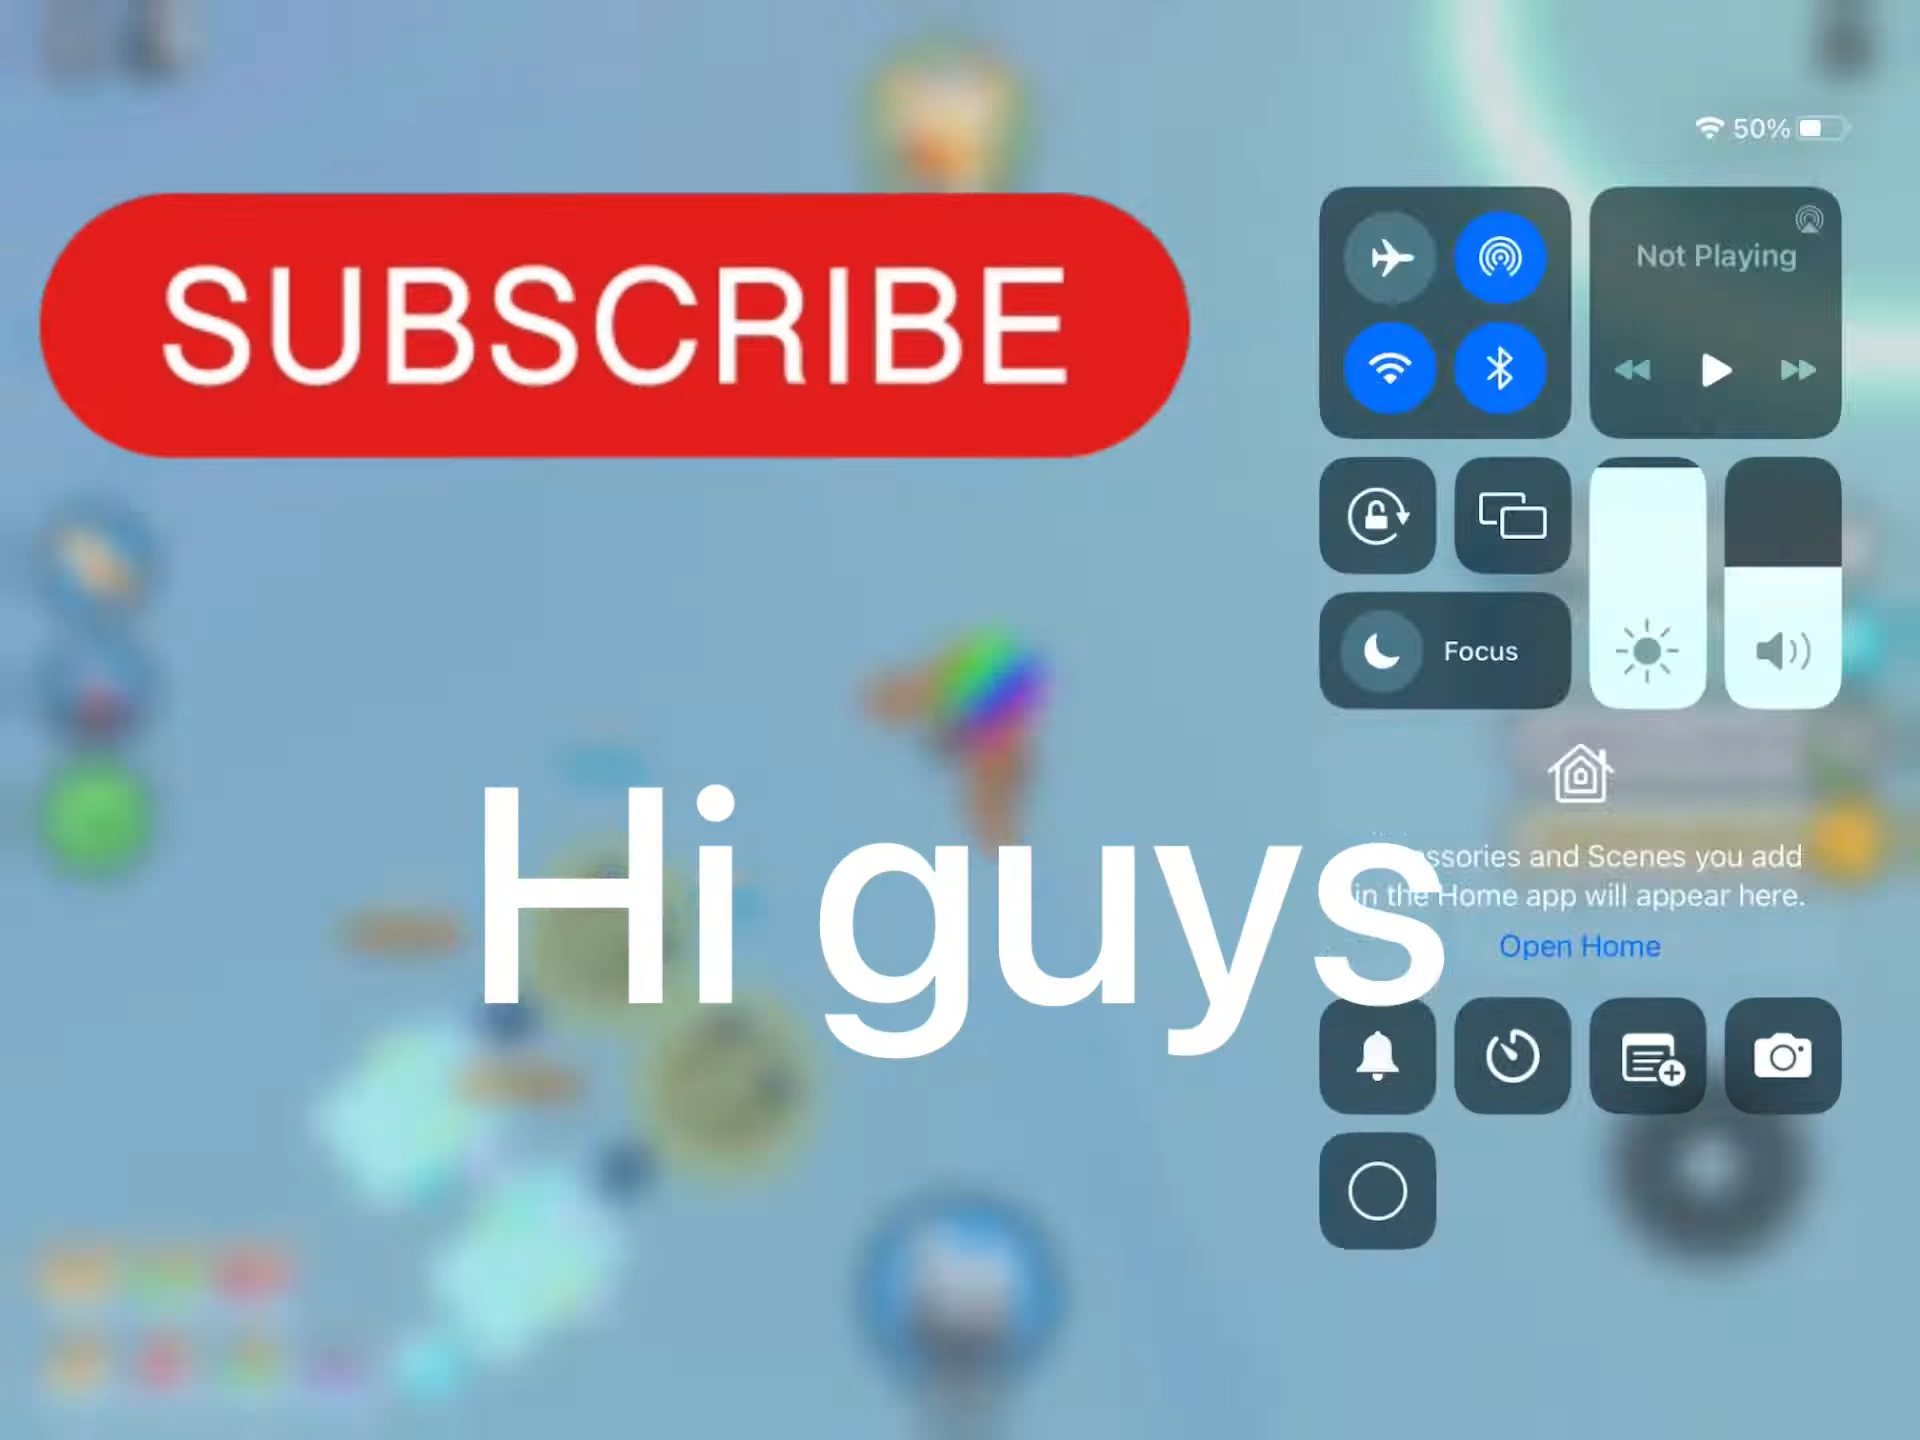 50%
SUBSCRIBE
Not Playing
Focus
Hi guys
ssories and Scenes you add
in the Home app will appear here.
Open Home